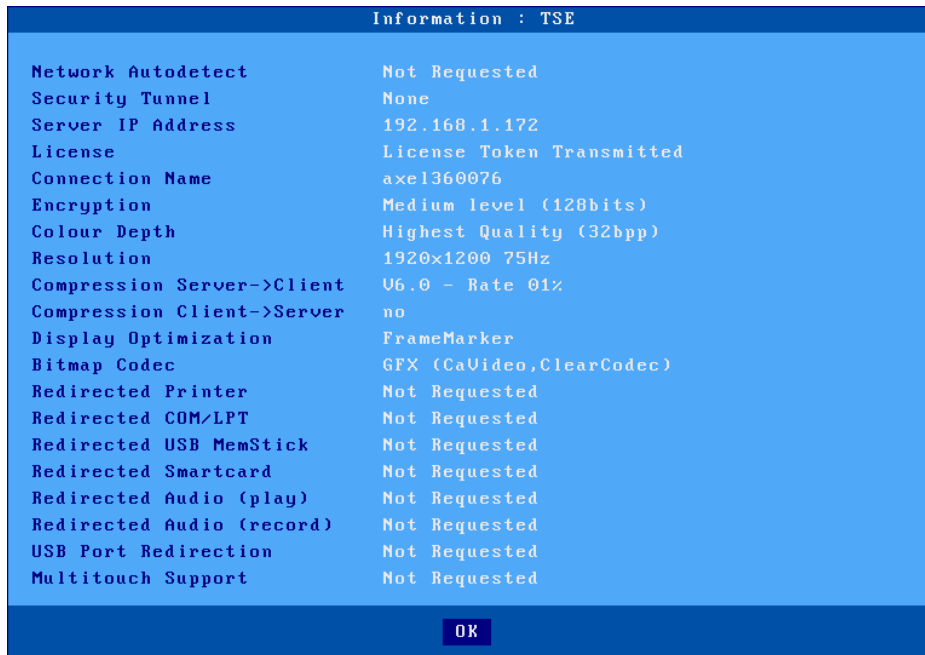 Information : TSE
Network Autodetect Not Requested
Security Tunnel None
Server IP Address 192.168.1.172
License License Token Transmitted
Connection Name axel360076
Encryption Medium level (128bits)
Colour Depth Highest Quality (32bpp)
Resolution 1920x1200 75Hz
Compression Server->Client V6.0 - Rate 01%
Compression Client->Server no
Display Optimization FrameMarker
Bitmap Codec GFX (CaVideo,ClearCodec)
Redirected Printer Not Requested
Redirected COM/LPT Not Requested
Redirected USB MemStick Not Requested
Redirected Smartcard Not Requested
Redirected Audio (play) Not Requested
Redirected Audio (record) Not Requested
USB Port Redirection Not Requested
Multitouch Support Not Requested
OK